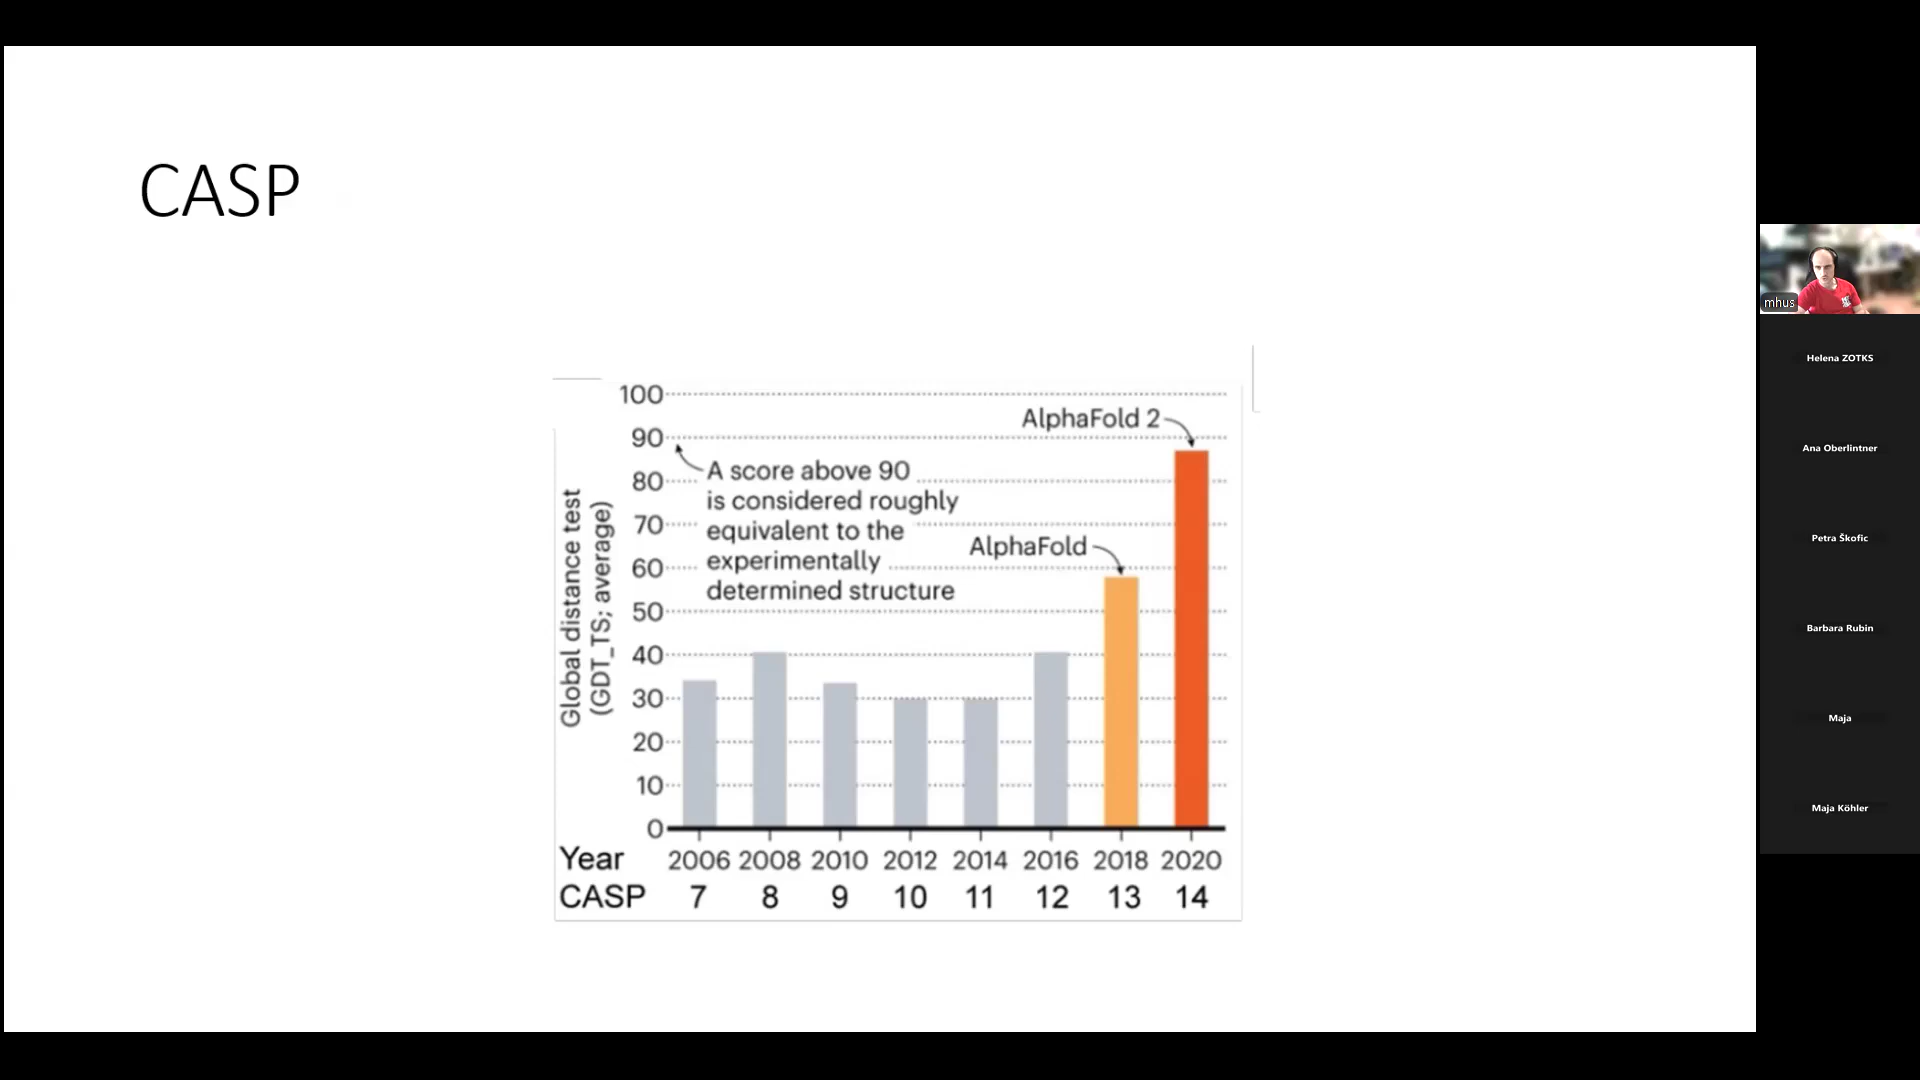 CASP
100
90
80
70
60
50
40
30
20
10
0
Global distance test
(GDT_TS; average)
A score above 90
is considered roughly
equivalent to the
experimentally
determined structure
AlphaFold 2
AlphaFold
Year 2006 2008 2010 2012 2014 2016 2018 2020
CASP 7 8 9 10 11 12 13 14
mhus
Helena ZOTKS
Ana Oberlintner
Petra Škofic
Barbara Rubin
Maja
Maja Köhler